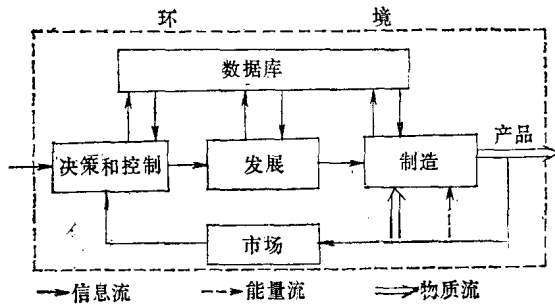 环 境
数据库
产品
决策和控制 发展 制造
市场
信息流 能量流 物质流